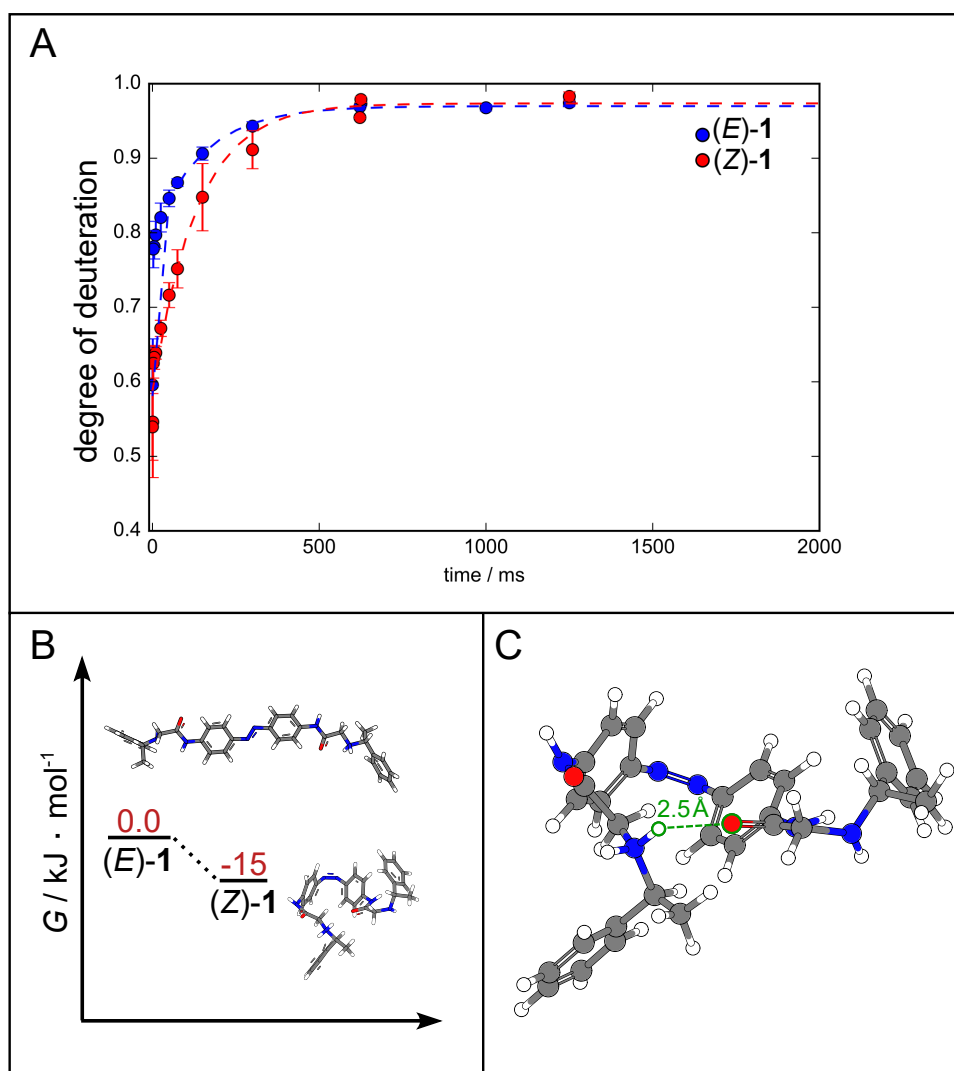 A
degree of deuteration
1.0
0.9
0.8
0.7
0.6
0.5
0.4
0
500
1000
1500
2000
time / ms
(E)-1
(Z)-1
B
G / kJ · mol⁻¹
0.0
(E)-1
-15
(Z)-1
C
2.5Å